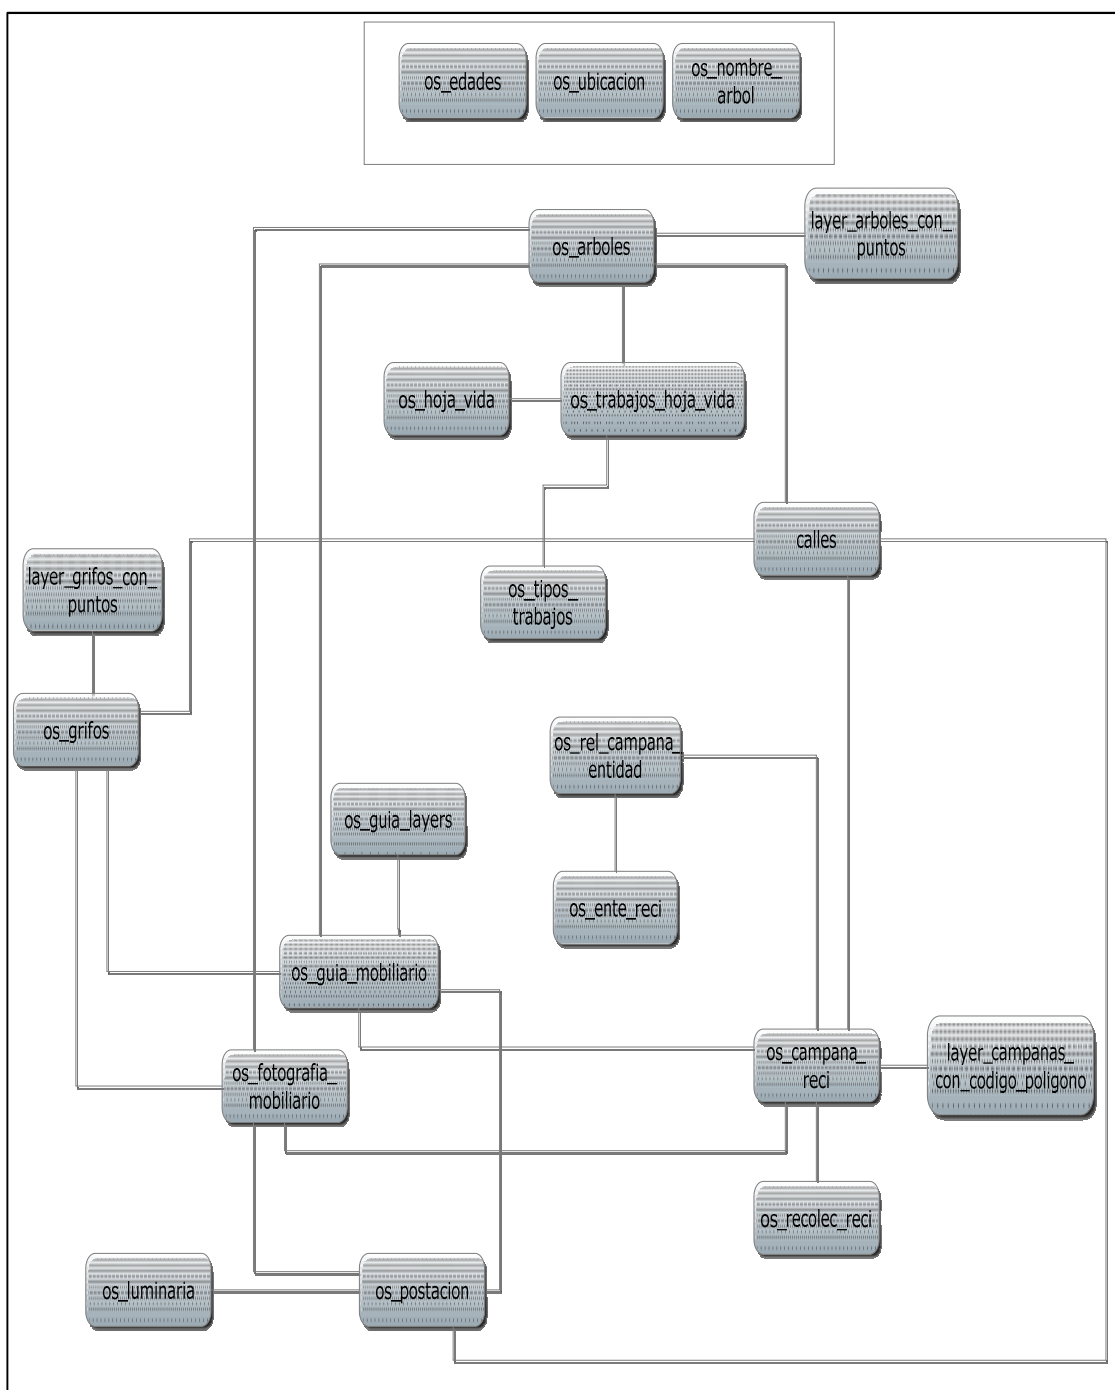 os_edades
os_ubicacion
os_nombre_
arbol
layer_arboles_con_
puntos
os_arboles
os_hoja_vida
os_trabajos_hoja_vida
calles
layer_grifos_con_
puntos
os_tipos_
trabajos
os_grifos
os_rel_campana_
entidad
os_guia_layers
os_ente_reci
os_guia_mobiliario
os_fotografia_
mobiliario
os_campana_
reci
layer_campanas_
con_codigo_poligono
os_recolec_reci
os_luminaria
os_postacion